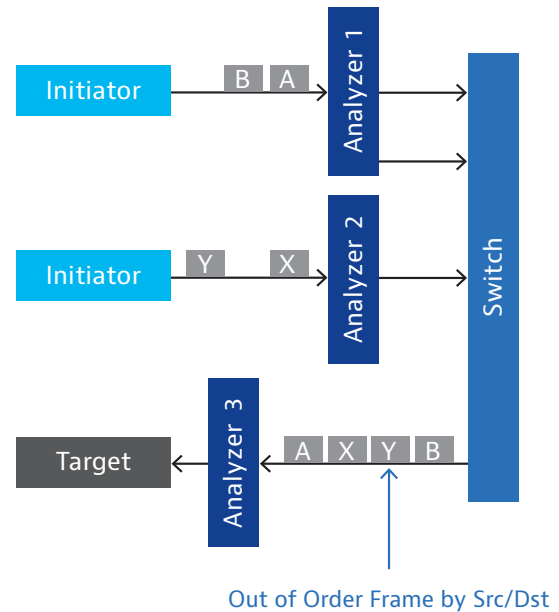 Initiator
B A
Analyzer 1
Initiator
Y X
Analyzer 2
Switch
Target
Analyzer 3
A X Y B
Out of Order Frame by Src/Dst